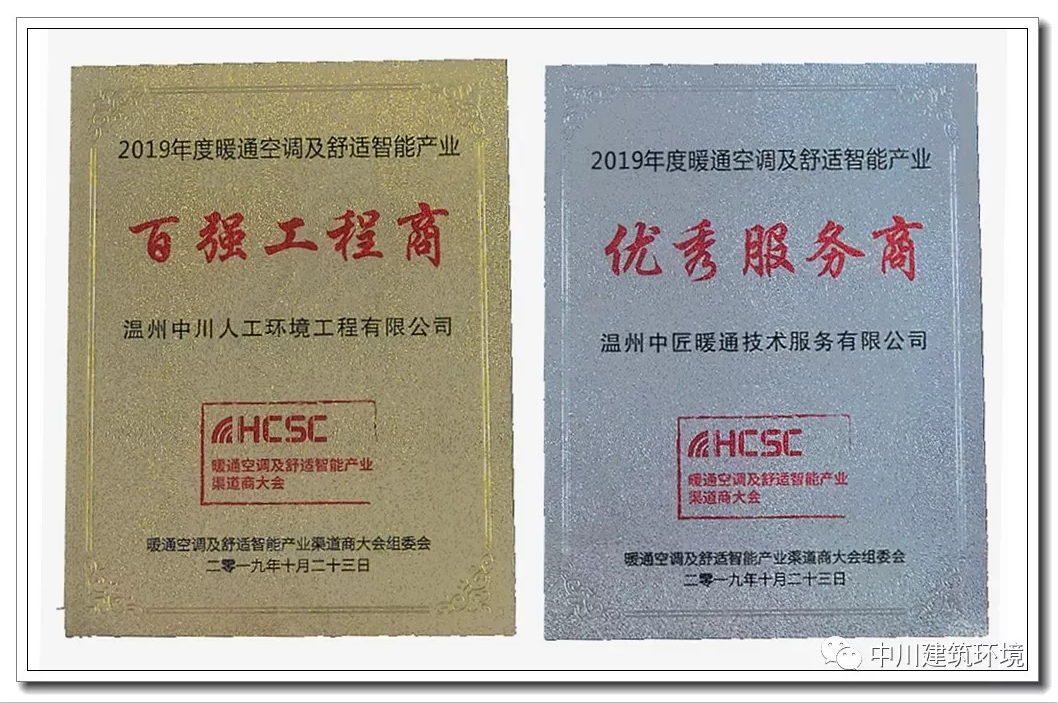 2019年度暖通空调及舒适智能产业
百强工程商
温州中川人工环境工程有限公司
HCSC
暖通空调及舒适智能产业
渠道商大会
暖通空调及舒适智能产业渠道商大会组委会
二零一九年十月二十三日
2019年度暖通空调及舒适智能产业
优秀服务商
温州中匠暖通技术服务有限公司
HCSC
暖通空调及舒适智能产业
渠道商大会
暖通空调及舒适智能产业渠道商大会组委会
二零一九年十月二十三日
中川建筑环境